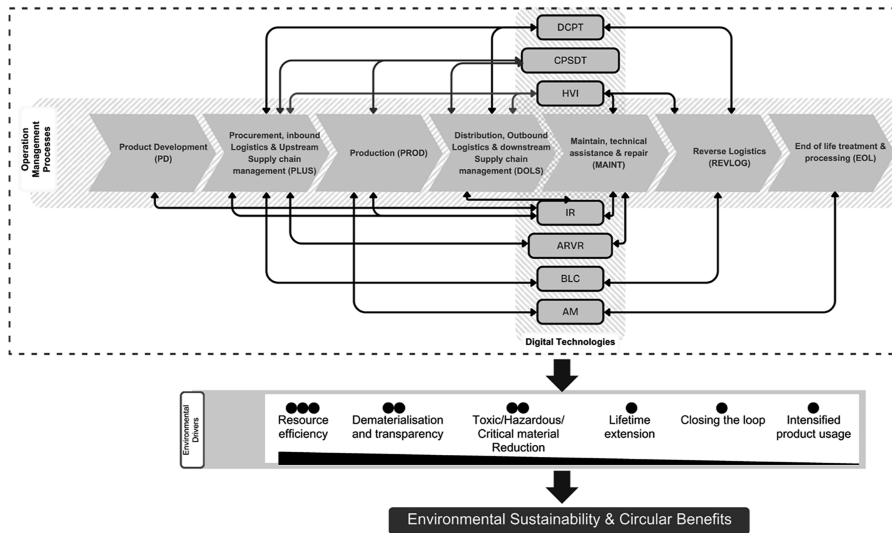 DCPT
CPSDT
HVI
Operation
Management
Processes
Product Development
(PD)
Procurement, inbound
Logistics & Upstream
Supply chain
management (PLUS)
Production (PROD)
Distribution, Outbound
Logistics & downstream
Supply chain
management (DOLS)
Maintain, technical
assistance & repair
(MAINT)
Reverse Logistics
(REVLOG)
End of life treatment &
processing (EOL)
IR
ARVR
BLC
AM
Digital Technologies
Environmental
Drivers
Resource
efficiency
Dematerialisation
and transparency
Toxic/Hazardous/
Critical material
Reduction
Lifetime
extension
Closing the loop
Intensified
product usage
Environmental Sustainability & Circular Benefits